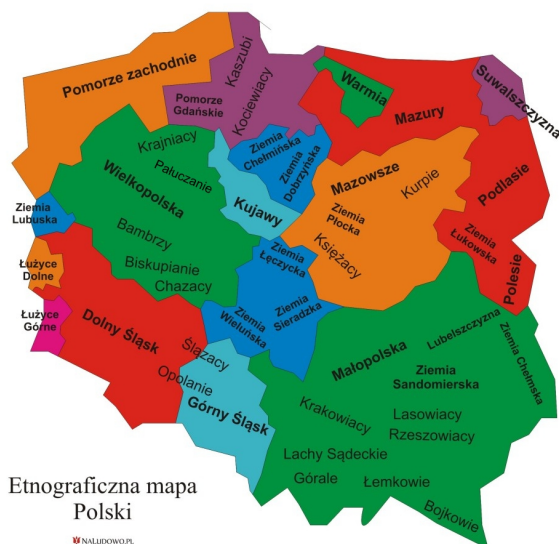 Pomorze zachodnie
Kaszubi
Kociewiacy
Pomorze
Gdańskie
Warmia
Mazury
Suwalszczyzna
Krajniacy
Pałuczanie
Wielkopolska
Ziemia
Chełmińska
Ziemia
Dobrzyńska
Kujawy
Mazowsze
Kurpie
Ziemia
Płocka
Księżacy
Podlasie
Ziemia
Łukowska
Polesie
Ziemia
Lubuska
Bambrzy
Biskupianie
Chazacy
Ziemia
Łęczycka
Ziemia
Sieradzka
Ziemia
Wieluńska
Łużyce
Dolne
Łużyce
Górne
Dolny Śląsk
Ślązacy
Opolanie
Górny Śląsk
Małopolska
Lubelszczyzna
Ziemia Chełmska
Ziemia
Sandomierska
Krakowiacy
Lasowiacy
Rzeszowiacy
Lachy Sądeckie
Górale
Łemkowie
Bojkowie
Etnograficzna mapa
Polski
NALUDOWO.PL